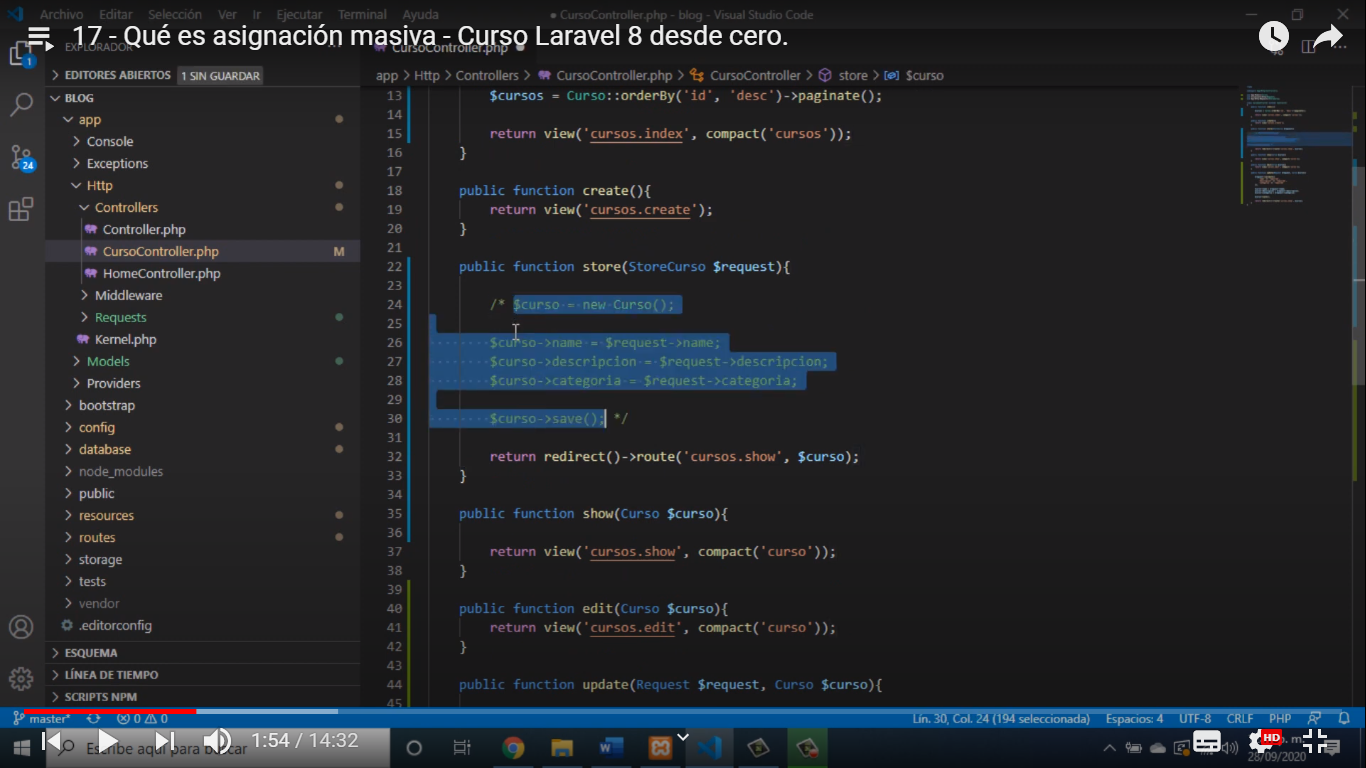 Archivo Editar Selección Ver Ir Ejecutar Terminal Ayuda
● CursoController.php - blog - Visual Studio Code
17 - Qué es asignación masiva - Curso Laravel 8 desde cero.
EXPLORADOR
CursoController.php
EDITORES ABIERTOS 1 SIN GUARDAR
app > Http > Controllers > CursoController.php > CursoController > store > $curso
BLOG
app
Console
Exceptions
Http
Controllers
Controller.php
CursoController.php M
HomeController.php
Middleware
Requests
Kernel.php
Models
Providers
bootstrap
config
database
node_modules
public
resources
routes
storage
tests
vendor
.editorconfig
ESQUEMA
LÍNEA DE TIEMPO
SCRIPTS NPM
1
24
13 $cursos = Curso::orderBy('id', 'desc')->paginate();
14
15 return view('cursos.index', compact('cursos'));
16 }
17
18 public function create(){
19 return view('cursos.create');
20 }
21
22 public function store(StoreCurso $request){
23
24 /* $curso = new Curso();
25
26 $curso->name = $request->name;
27 $curso->descripcion = $request->descripcion;
28 $curso->categoria = $request->categoria;
29
30 $curso->save(); */
31
32 return redirect()->route('cursos.show', $curso);
33 }
34
35 public function show(Curso $curso){
36
37 return view('cursos.show', compact('curso'));
38 }
39
40 public function edit(Curso $curso){
41 return view('cursos.edit', compact('curso'));
42 }
43
44 public function update(Request $request, Curso $curso){
45
master* 0 0 Lín. 30, Col. 24 (194 seleccionada) Espacios: 4 UTF-8 CRLF PHP
Escribe aquí para buscar
1:54 / 14:32
HD
28/09/2020